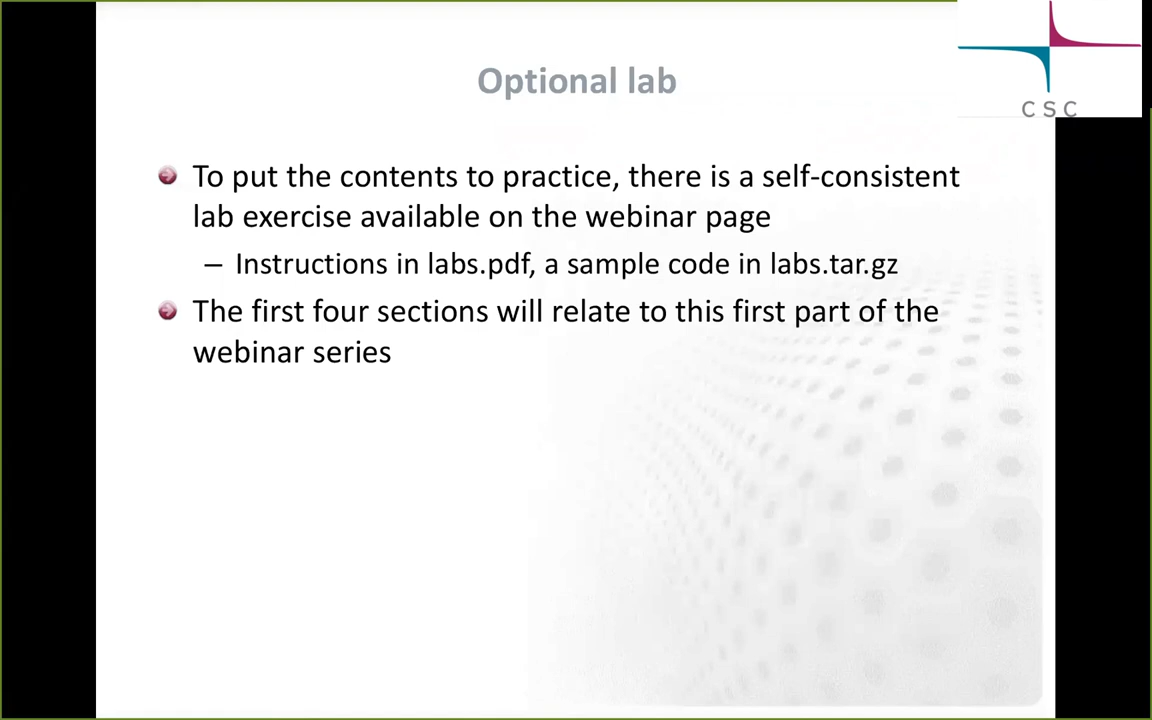 Optional lab
CSC
To put the contents to practice, there is a self-consistent
lab exercise available on the webinar page
– Instructions in labs.pdf, a sample code in labs.tar.gz
The first four sections will relate to this first part of the
webinar series